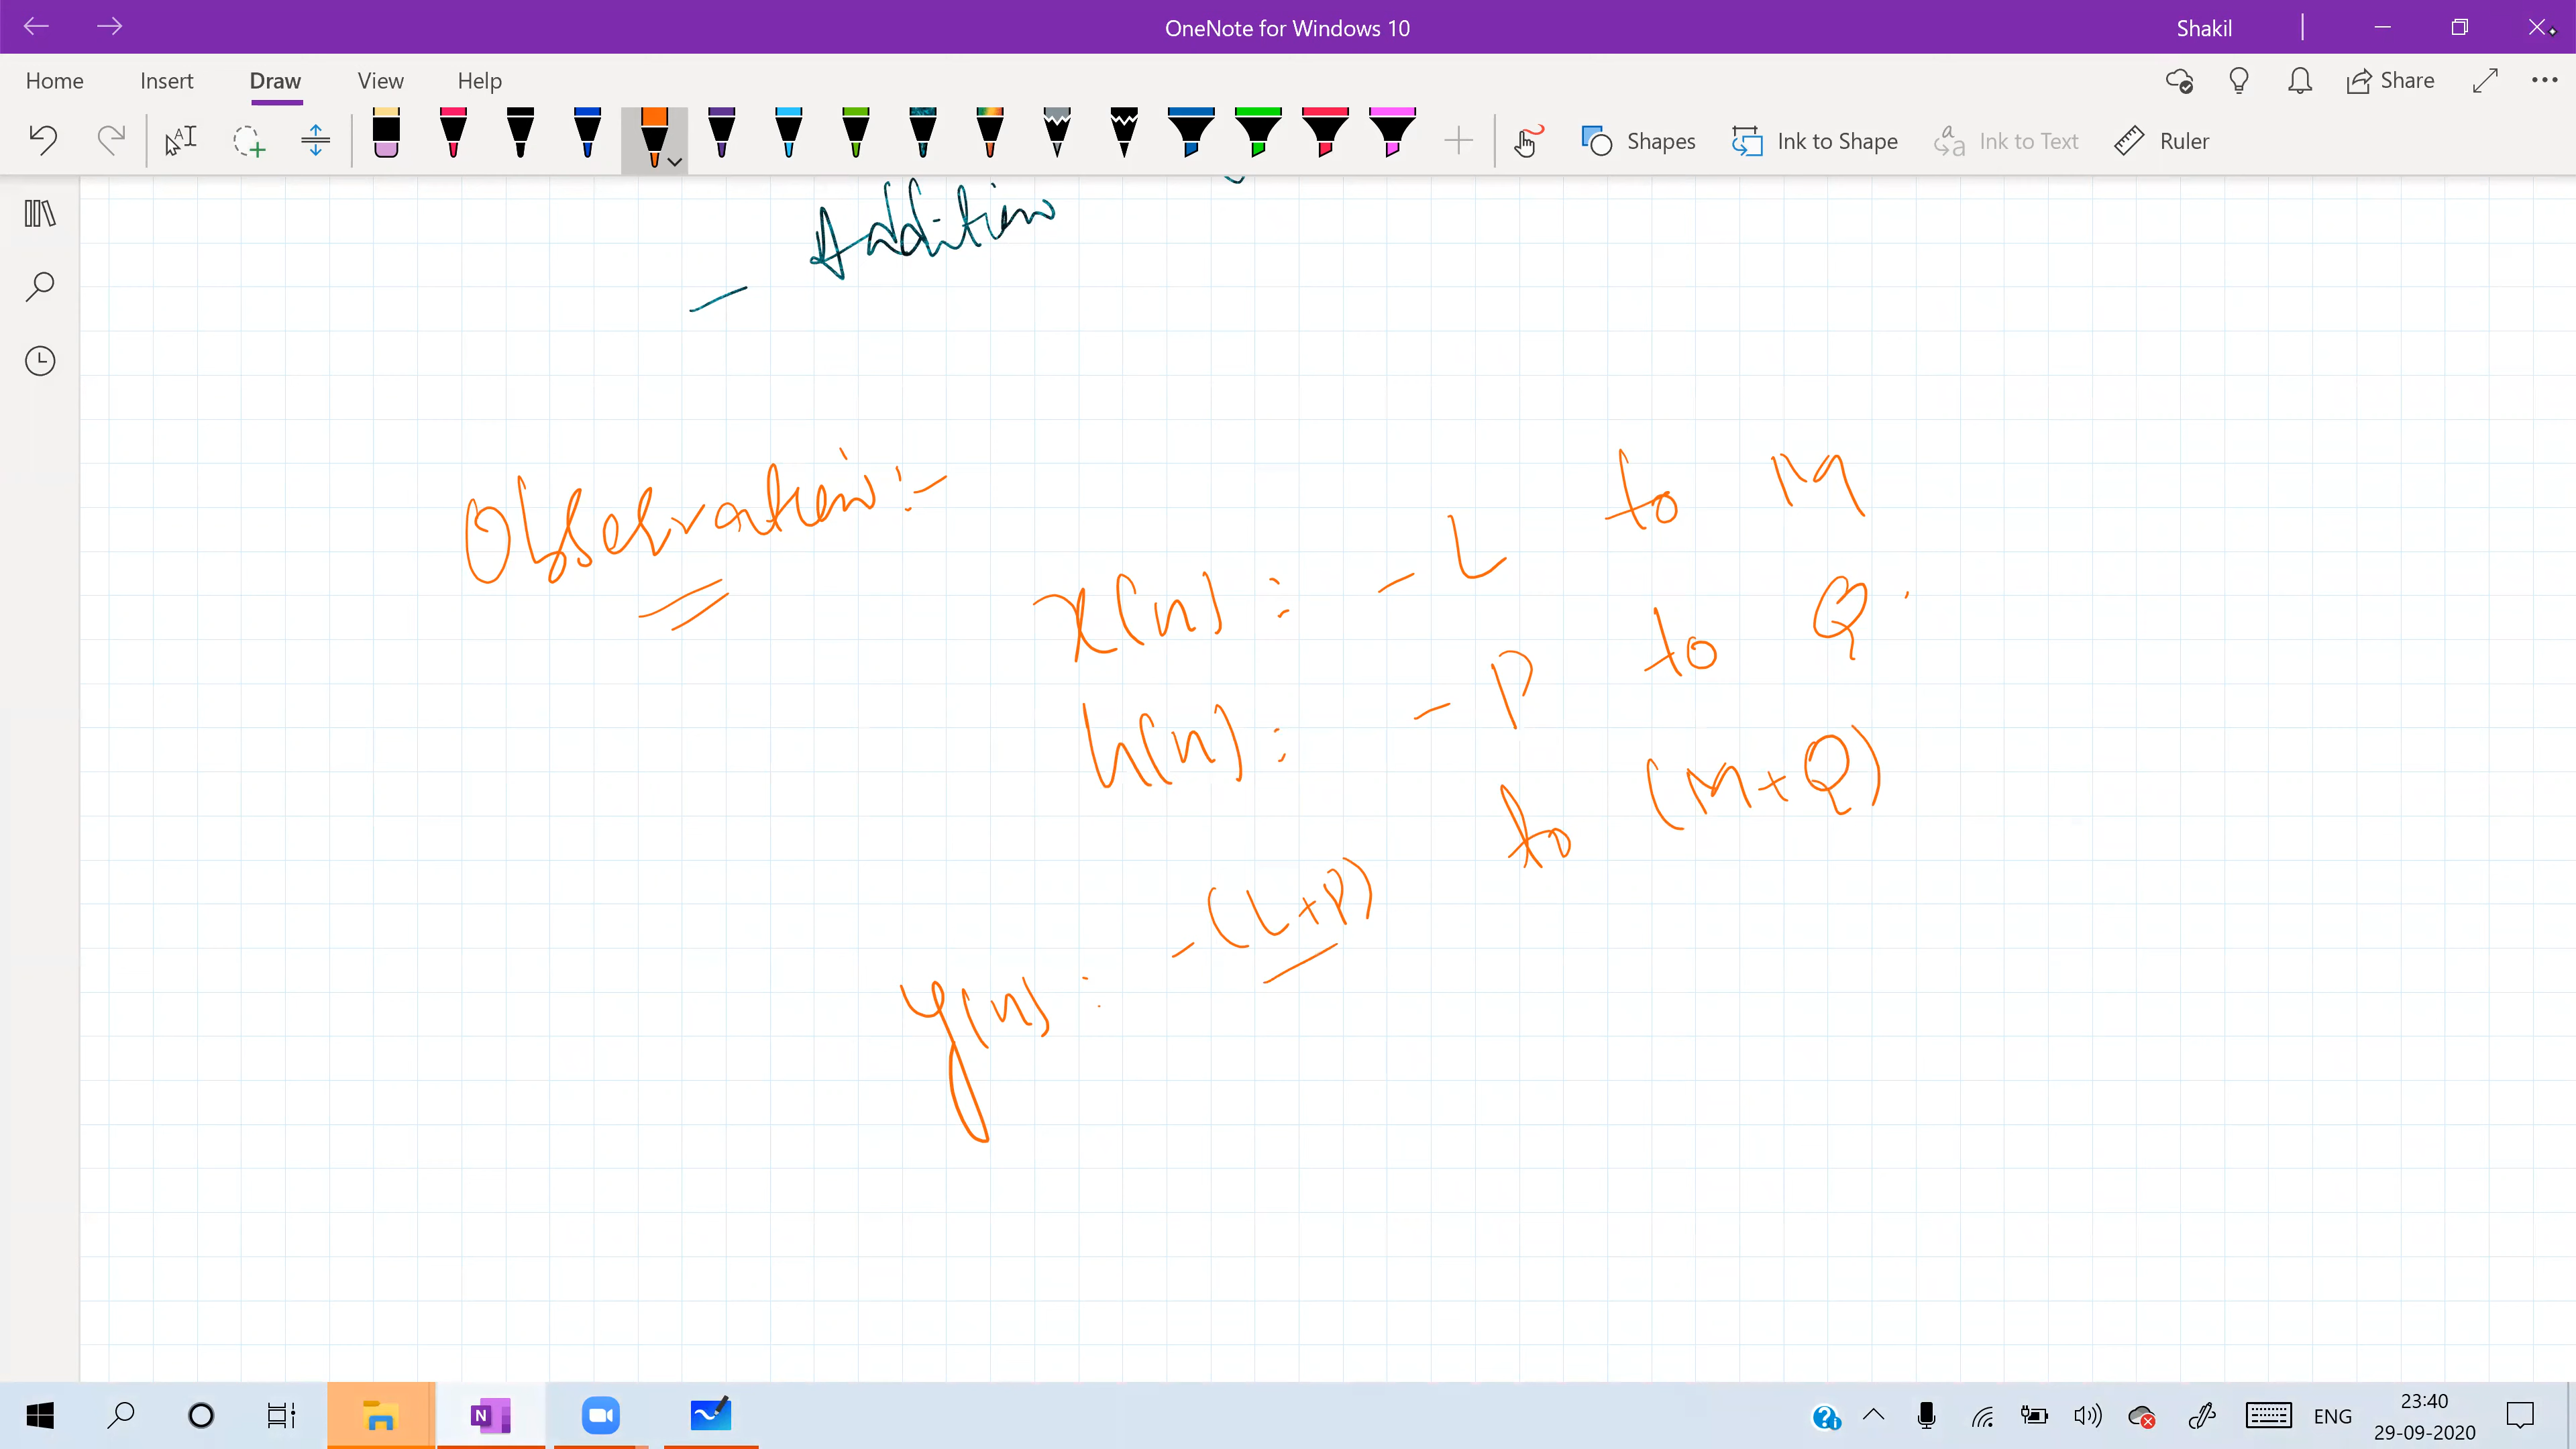 OneNote for Windows 10
Shakil
Home Insert Draw View Help
Share
Shapes Ink to Shape Ink to Text Ruler
Addition
Observation:-
x(n): -L to M
h(n): -P to Q.
y(n): -(L+P) to (M+Q)
ENG
23:40
29-09-2020